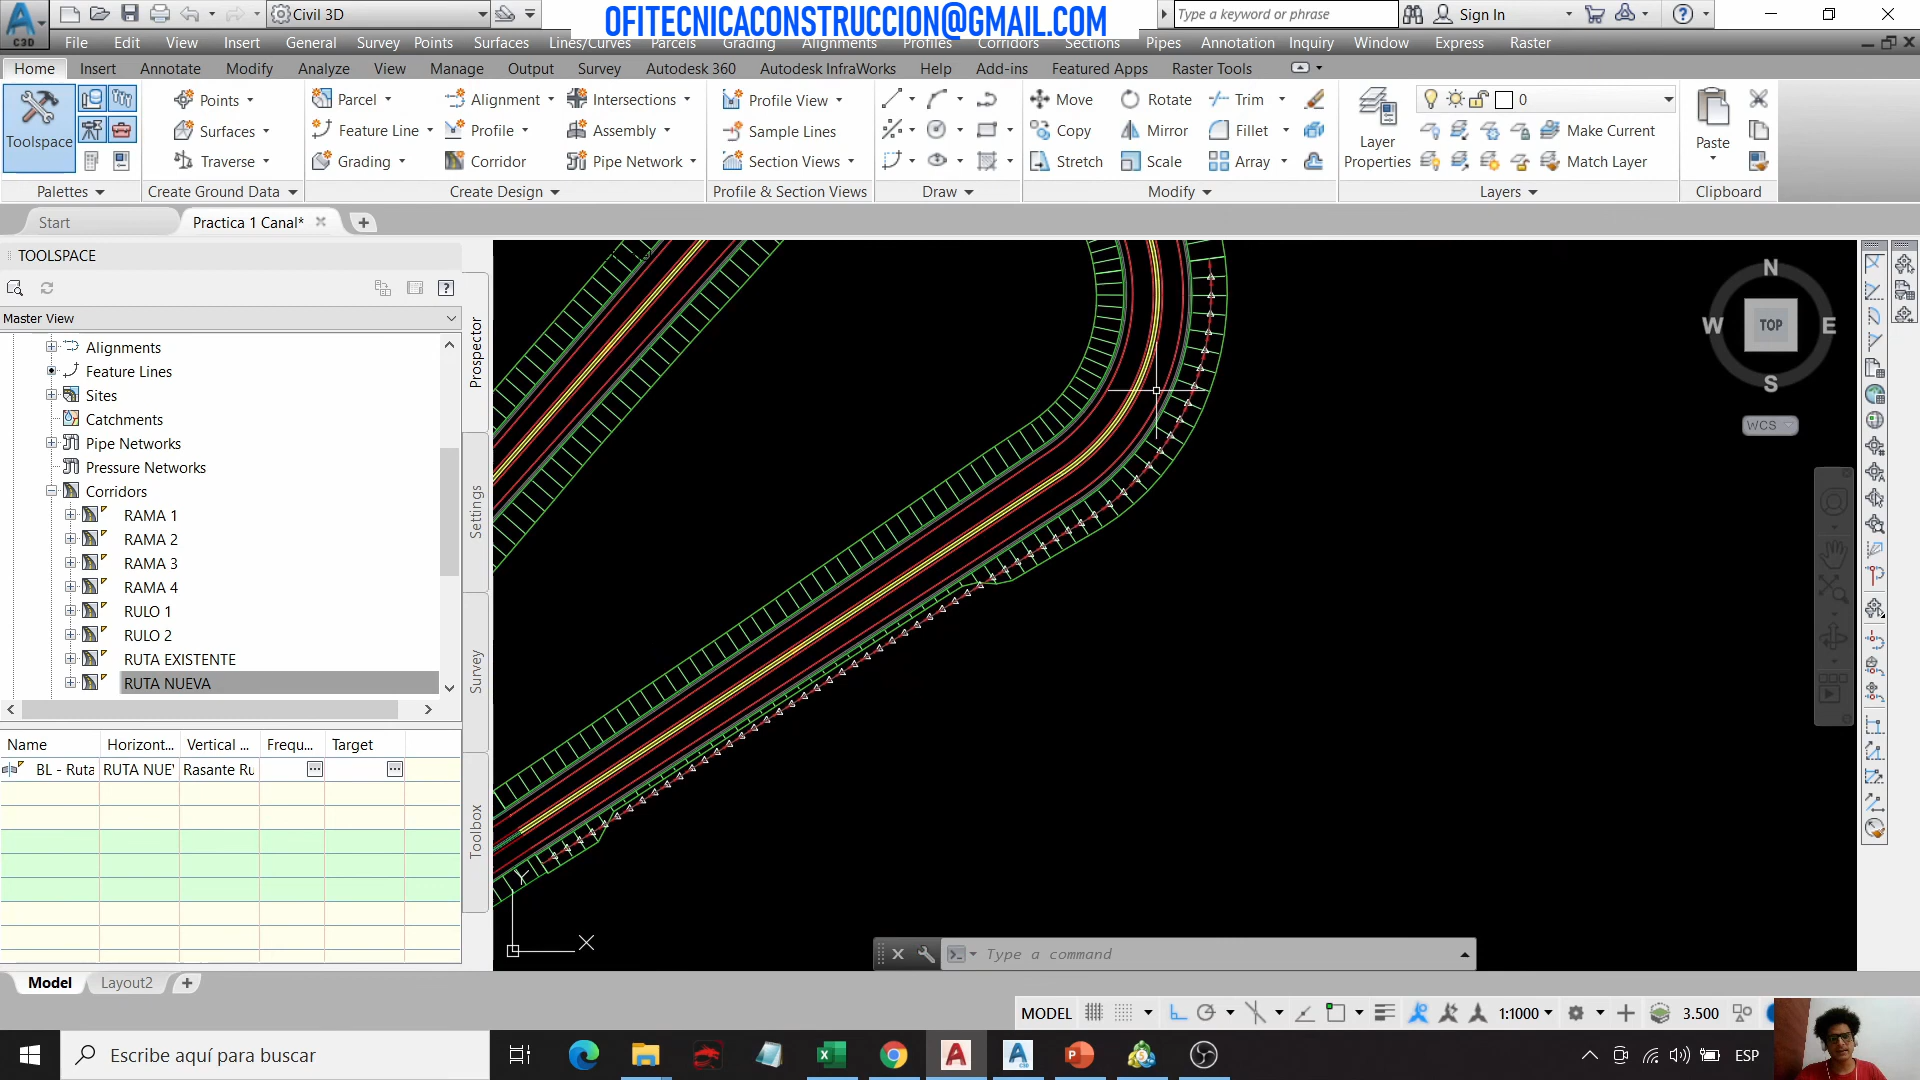 Civil 3D
OFITECNICACONSTRUCCION@GMAIL.COM
Type a keyword or phrase
Sign In
C3D
File Edit View Insert General Survey Points Surfaces Lines/Curves Parcels Grading Alignments Profiles Corridors Sections Pipes Annotation Inquiry Window Express Raster
Home Insert Annotate Modify Analyze View Manage Output Survey Autodesk 360 Autodesk InfraWorks Help Add-ins Featured Apps Raster Tools
Points Parcel Alignment Intersections Profile View Move Rotate Trim 0
Toolspace Surfaces Feature Line Profile Assembly Sample Lines Copy Mirror Fillet Layer Properties Make Current Paste
Traverse Grading Corridor Pipe Network Section Views Stretch Scale Array Match Layer
Palettes Create Ground Data Create Design Profile & Section Views Draw Modify Layers Clipboard
Start Practica 1 Canal*
TOOLSPACE
Master View
Alignments
Feature Lines
Sites
Catchments
Pipe Networks
Pressure Networks
Corridors
RAMA 1
RAMA 2
RAMA 3
RAMA 4
RULO 1
RULO 2
RUTA EXISTENTE
RUTA NUEVA
Prospector
Settings
Survey
Toolbox
Name Horizont... Vertical ... Frequ... Target
BL - Ruta RUTA NUE Rasante Ru
N
W TOP E
S
WCS
Y
X
Type a command
Model Layout2
MODEL 1:1000 3.500
Escribe aquí para buscar
ESP